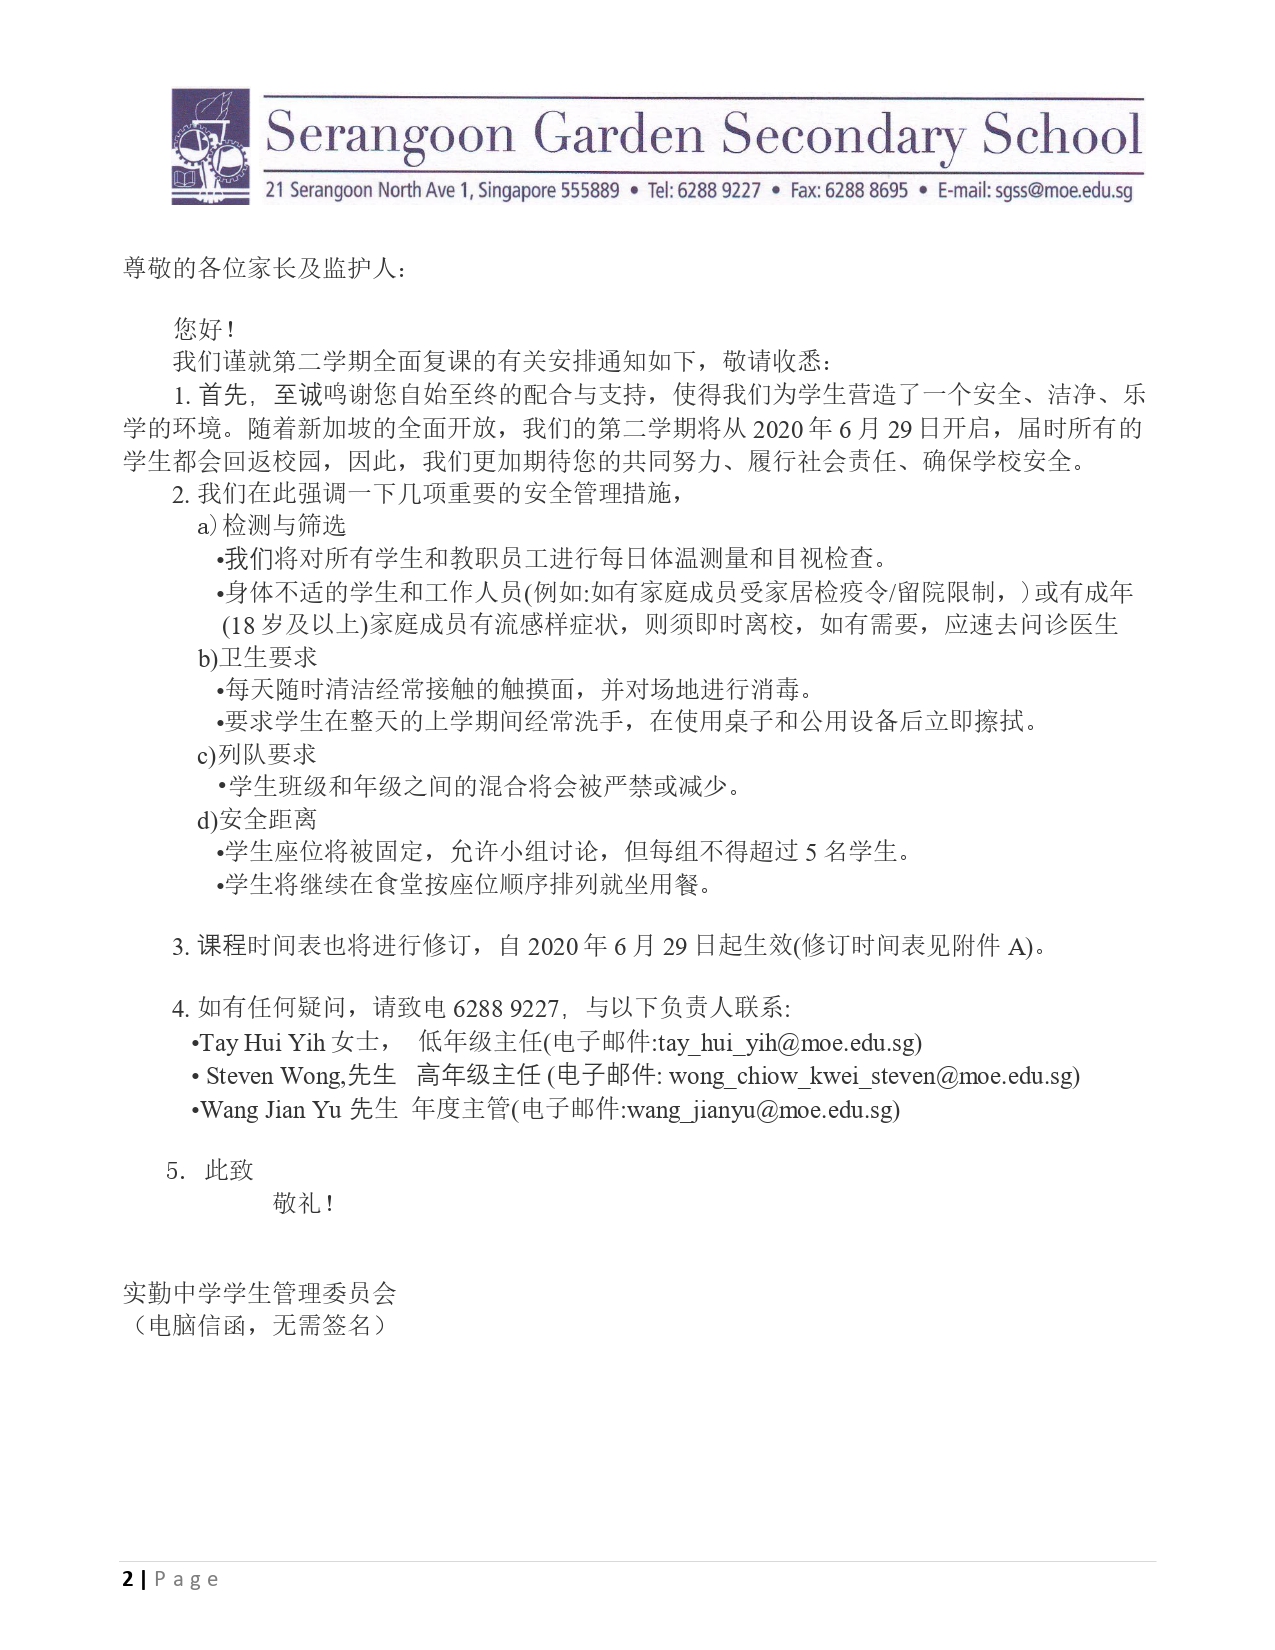 Serangoon Garden Secondary School
21 Serangoon North Ave 1, Singapore 555889 • Tel: 6288 9227 • Fax: 6288 8695 • E-mail: sgss@moe.edu.sg
尊敬的各位家长及监护人：
您好！
我们谨就第二学期全面复课的有关安排通知如下，敬请收悉：
1. 首先，至诚鸣谢您自始至终的配合与支持，使得我们为学生营造了一个安全、洁净、乐
学的环境。随着新加坡的全面开放，我们的第二学期将从 2020 年 6 月 29 日开启，届时所有的
学生都会回返校园，因此，我们更加期待您的共同努力、履行社会责任、确保学校安全。
2. 我们在此强调一下几项重要的安全管理措施，
a）检测与筛选
•我们将对所有学生和教职员工进行每日体温测量和目视检查。
•身体不适的学生和工作人员(例如:如有家庭成员受家居检疫令/留院限制，）或有成年
(18 岁及以上)家庭成员有流感样症状，则须即时离校，如有需要，应速去问诊医生
b)卫生要求
•每天随时清洁经常接触的触摸面，并对场地进行消毒。
•要求学生在整天的上学期间经常洗手，在使用桌子和公用设备后立即擦拭。
c)列队要求
•学生班级和年级之间的混合将会被严禁或减少。
d)安全距离
•学生座位将被固定，允许小组讨论，但每组不得超过 5 名学生。
•学生将继续在食堂按座位顺序排列就坐用餐。
3. 课程时间表也将进行修订，自 2020 年 6 月 29 日起生效(修订时间表见附件 A)。
4. 如有任何疑问，请致电 6288 9227，与以下负责人联系:
•Tay Hui Yih 女士， 低年级主任(电子邮件:tay_hui_yih@moe.edu.sg)
• Steven Wong,先生 高年级主任 (电子邮件: wong_chiow_kwei_steven@moe.edu.sg)
•Wang Jian Yu 先生 年度主管(电子邮件:wang_jianyu@moe.edu.sg)
5. 此致
敬礼！
实勤中学学生管理委员会
（电脑信函，无需签名）
2 | Page